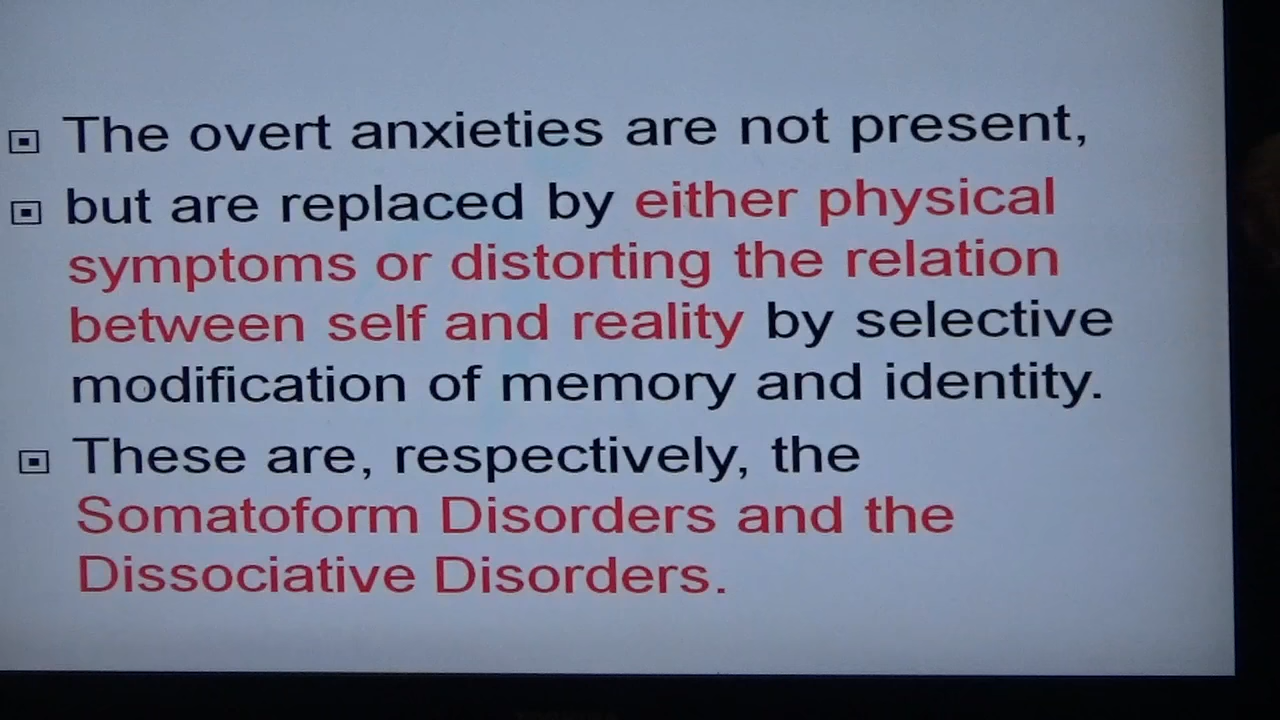 The overt anxieties are not present,
but are replaced by either physical
symptoms or distorting the relation
between self and reality by selective
modification of memory and identity.
These are, respectively, the
Somatoform Disorders and the
Dissociative Disorders.